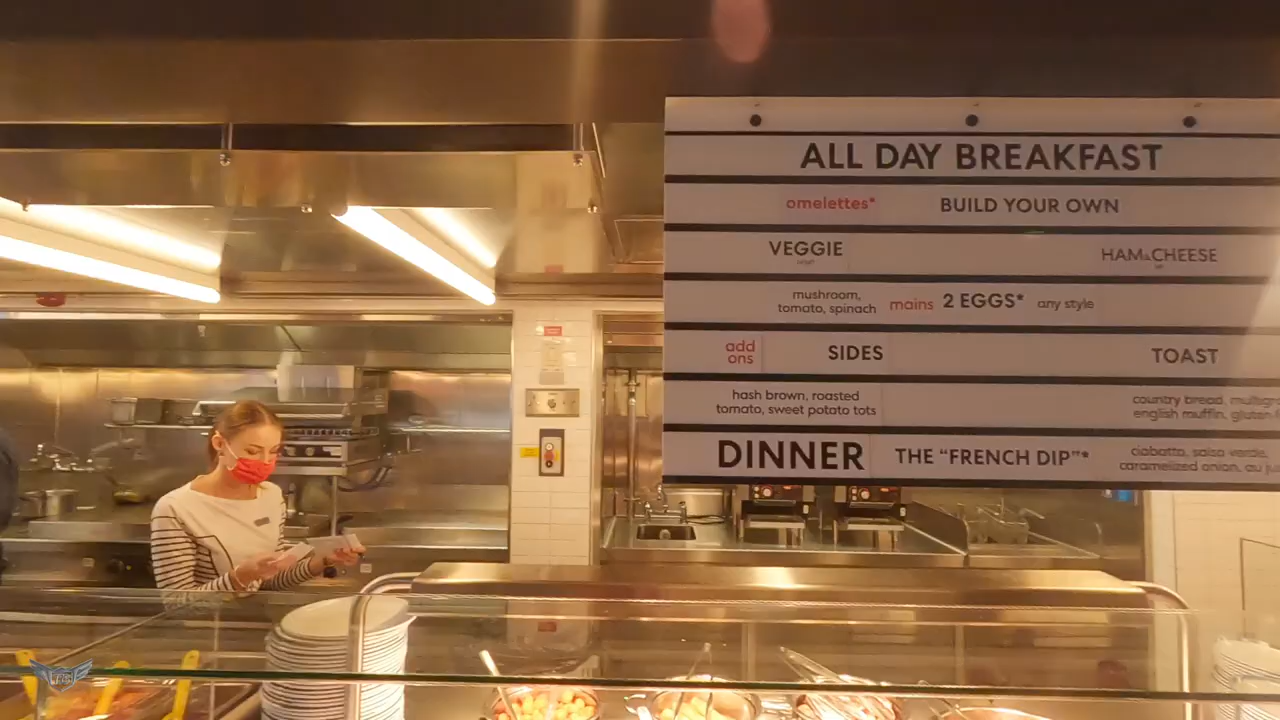 ALL DAY BREAKFAST
omelettes* BUILD YOUR OWN
VEGGIE HAM & CHEESE
mushroom,
tomato, spinach mains 2 EGGS* any style
add
ons SIDES TOAST
hash brown, roasted
tomato, sweet potato tots
country bread,
english muffin, gluten
DINNER THE "FRENCH DIP"*
ciabatta, salsa verde,
caramelized onion, au